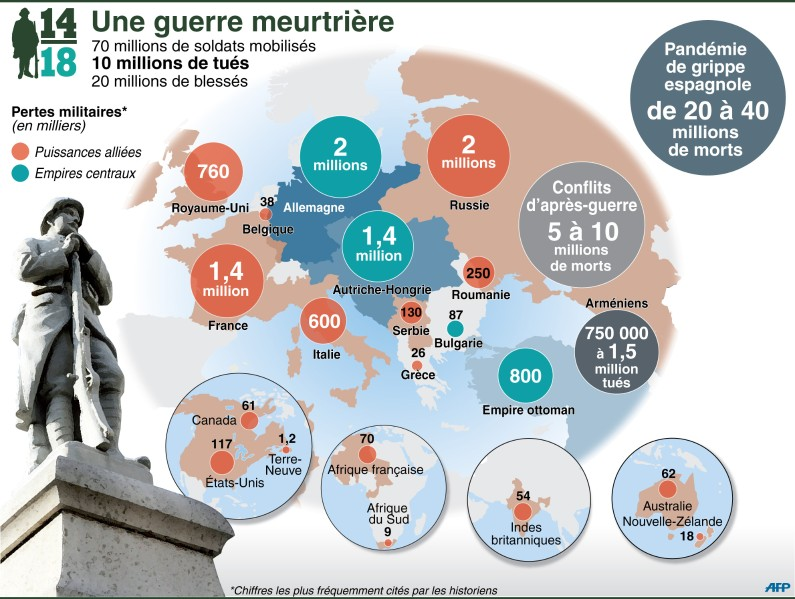 14
18
Une guerre meurtrière
70 millions de soldats mobilisés
10 millions de tués
20 millions de blessés
Pertes militaires*
(en milliers)
Puissances alliées
Empires centraux
Pandémie
de grippe
espagnole
de 20 à 40
millions
de morts
Conflits
d'après-guerre
5 à 10
millions
de morts
Arméniens
750 000
à 1,5
million
tués
760
Royaume-Uni
38
Belgique
2
millions
Allemagne
2
millions
Russie
1,4
million
France
1,4
million
Autriche-Hongrie
250
Roumanie
600
Italie
130
Serbie
87
Bulgarie
26
Grèce
800
Empire ottoman
Canada
61
117
États-Unis
1,2
Terre-
Neuve
70
Afrique française
Afrique
du Sud
9
54
Indes
britanniques
62
Australie
Nouvelle-Zélande
18
*Chiffres les plus fréquemment cités par les historiens
AFP